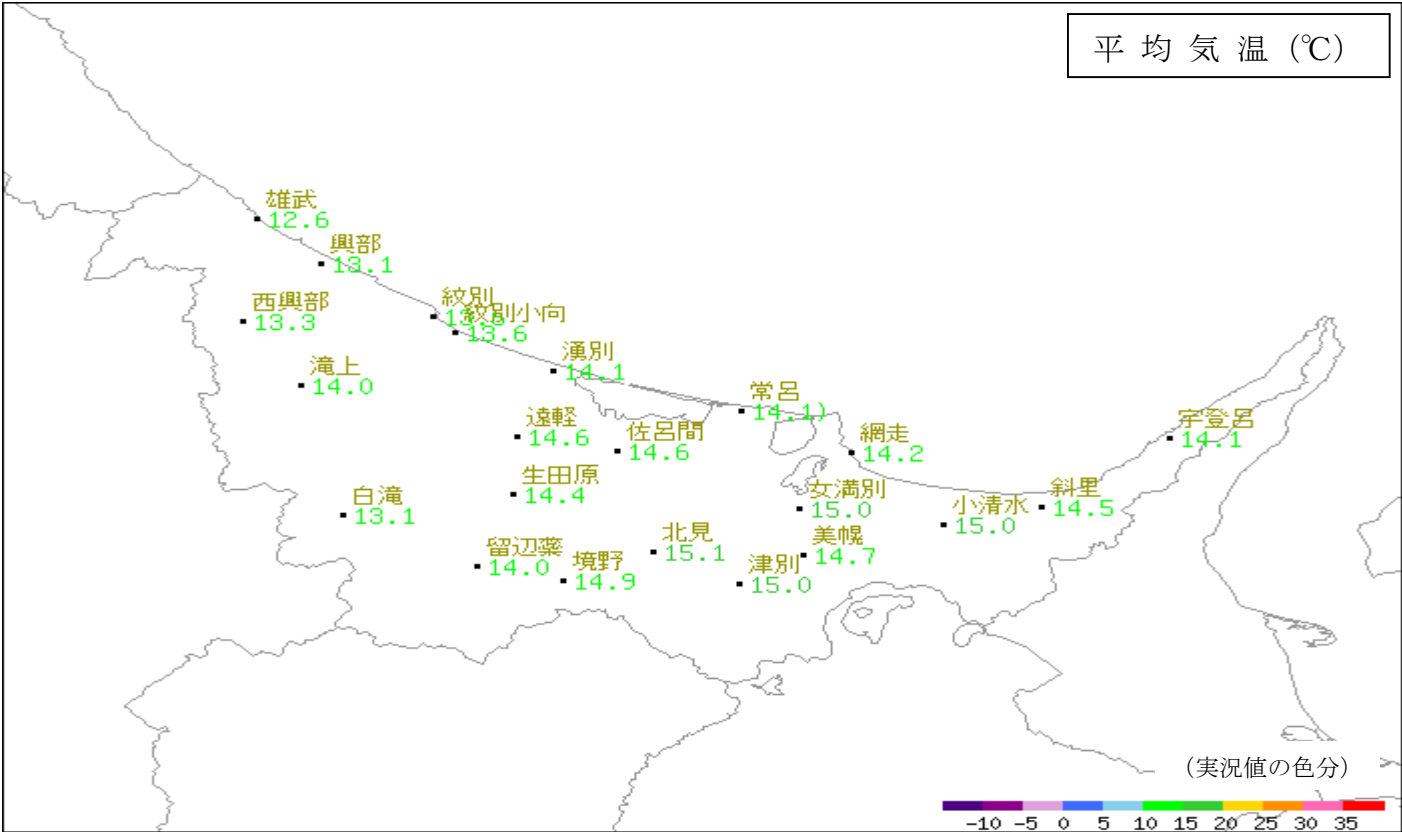 平 均 気 温 (℃)
雄武
12.6
興部
13.1
西興部
13.3
紋別
紋別小向
13.6
滝上
14.0
湧別
14.1
常呂
14.1)
遠軽
14.6
佐呂間
14.6
網走
14.2
宇登呂
14.1
生田原
14.4
白滝
13.1
女満別
15.0
小清水
15.0
斜里
14.5
留辺蘂
14.0
境野
14.9
北見
15.1
美幌
14.7
津別
15.0
(実況値の色分)
-10 -5 0 5 10 15 20 25 30 35